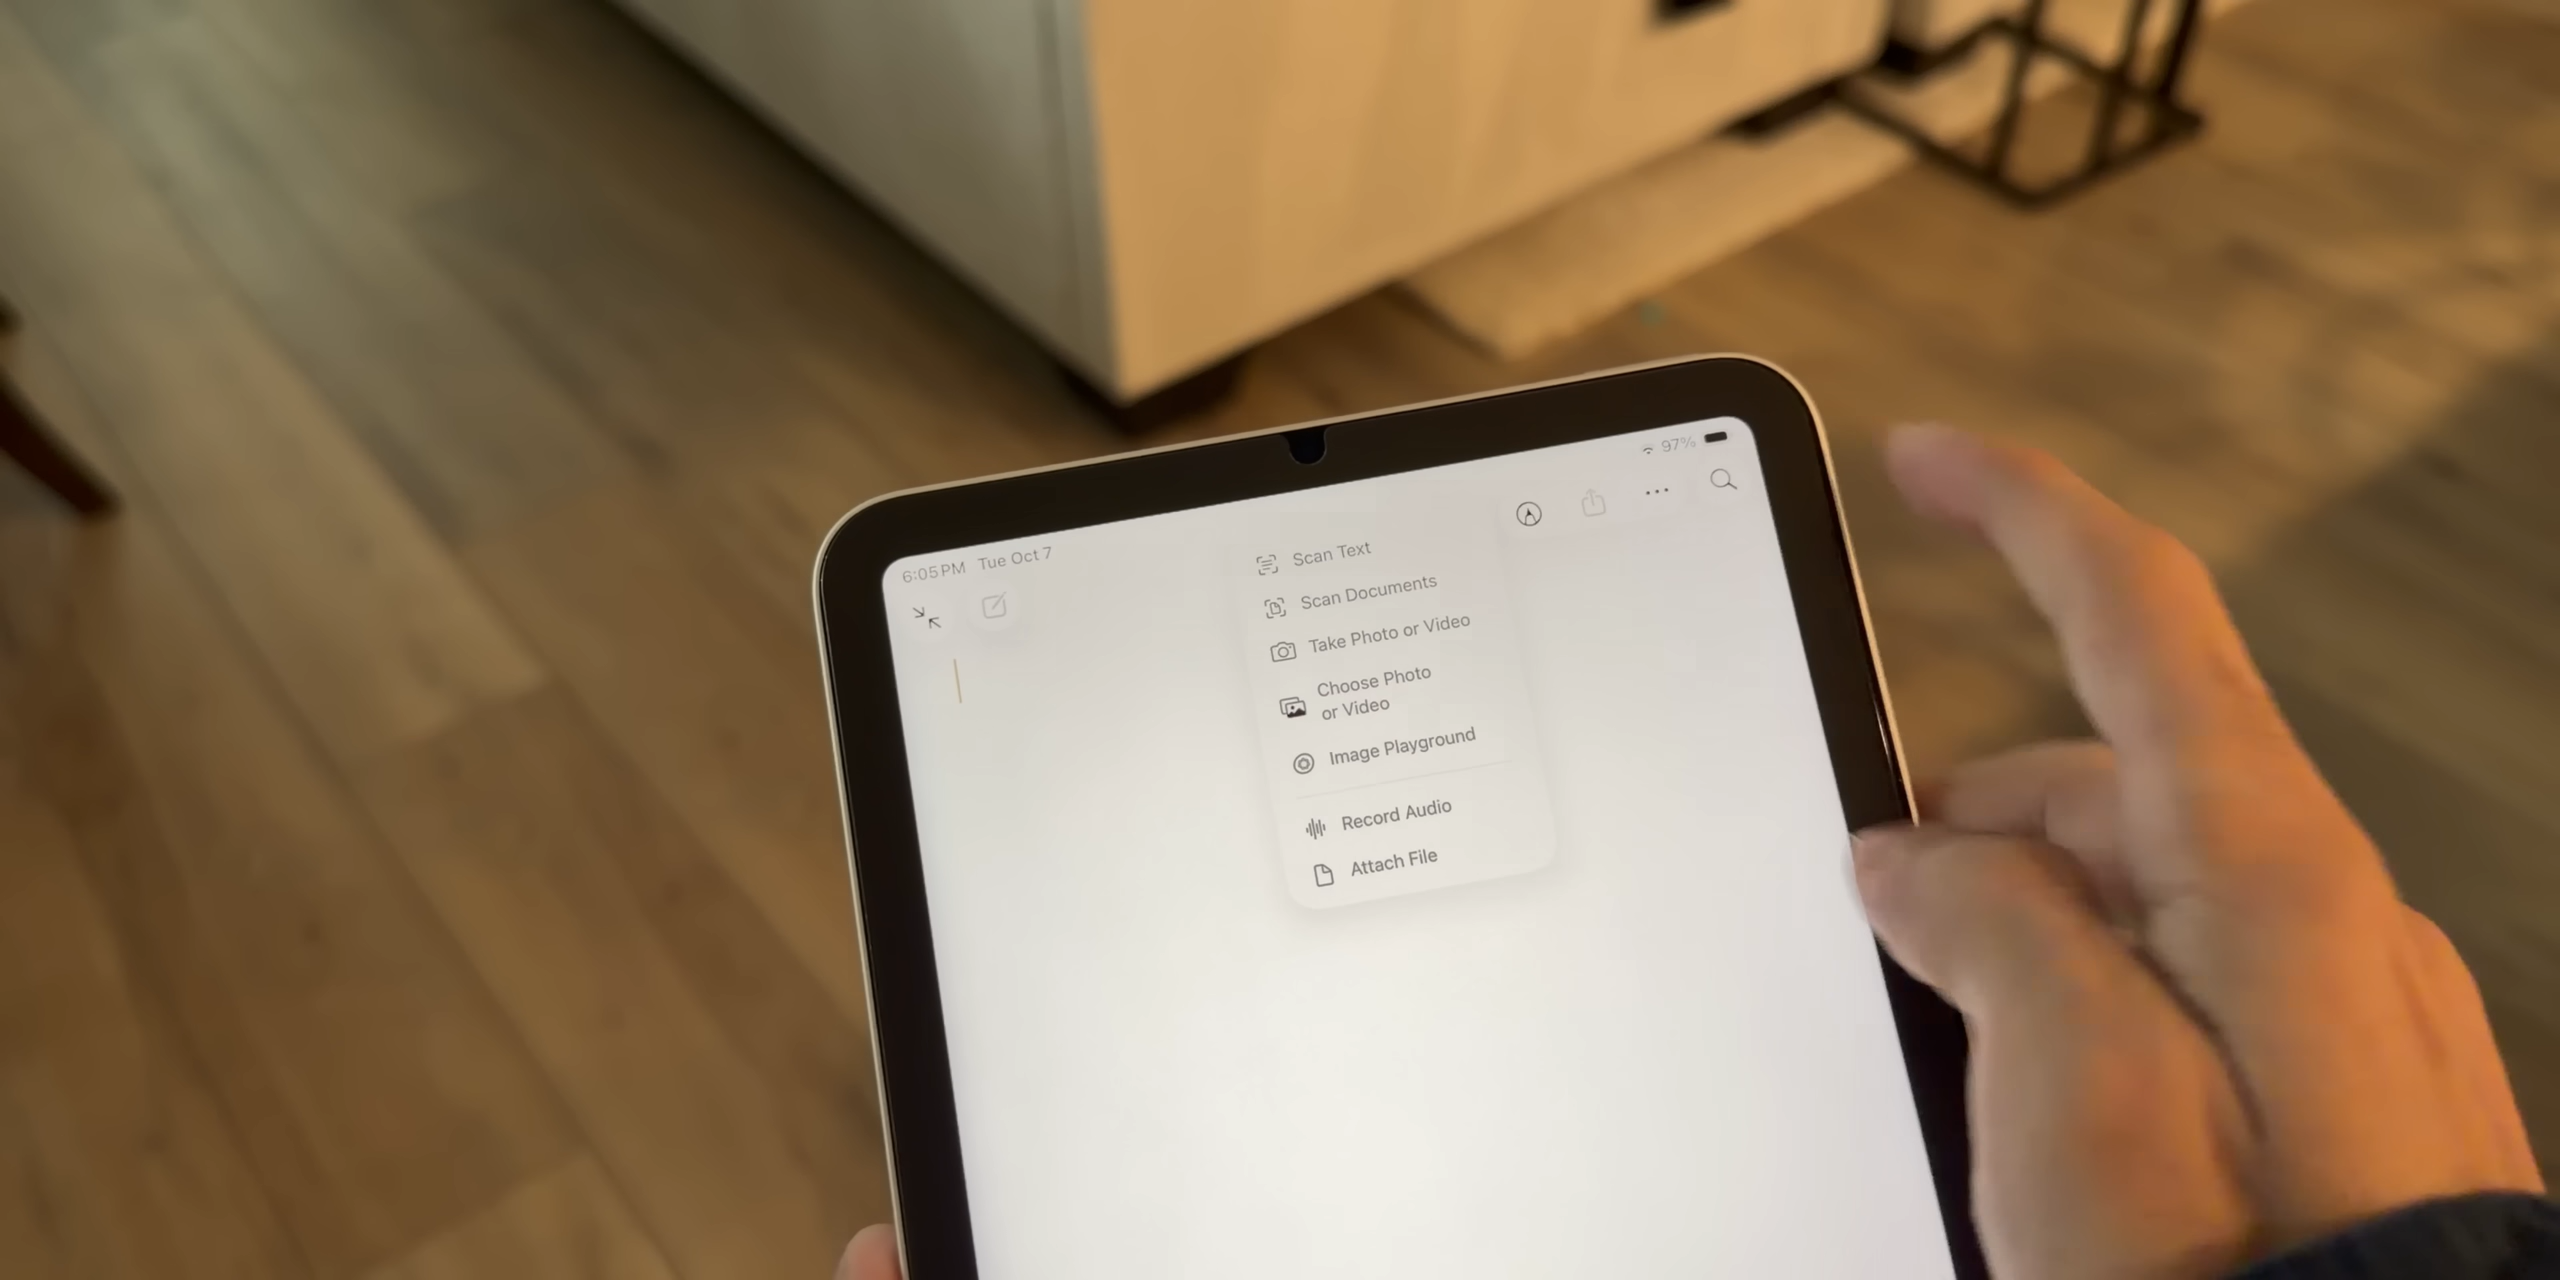 6:05 PM Tue Oct 7
97%
Scan Text
Scan Documents
Take Photo or Video
Choose Photo
or Video
Image Playground
Record Audio
Attach File